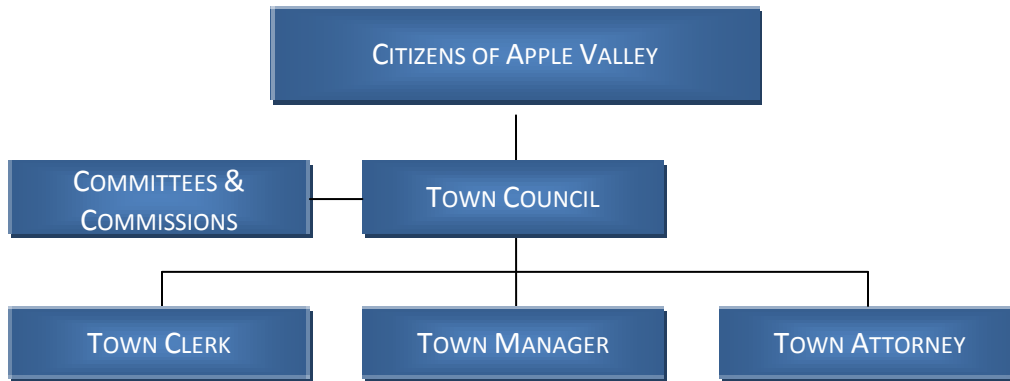 CITIZENS OF APPLE VALLEY
COMMITTEES &
COMMISSIONS
TOWN COUNCIL
TOWN CLERK
TOWN MANAGER
TOWN ATTORNEY